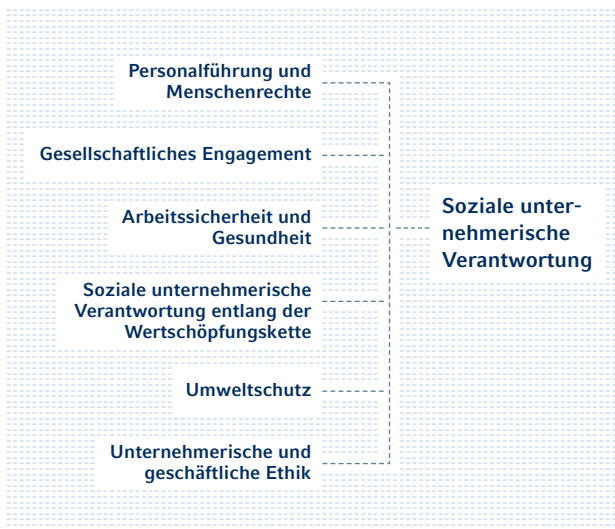 Personalführung und
Menschenrechte
Gesellschaftliches Engagement
Arbeitssicherheit und
Gesundheit
Soziale unternehmerische
Verantwortung entlang der
Wertschöpfungskette
Umweltschutz
Unternehmerische und
geschäftliche Ethik
Soziale unter-
nehmerische
Verantwortung